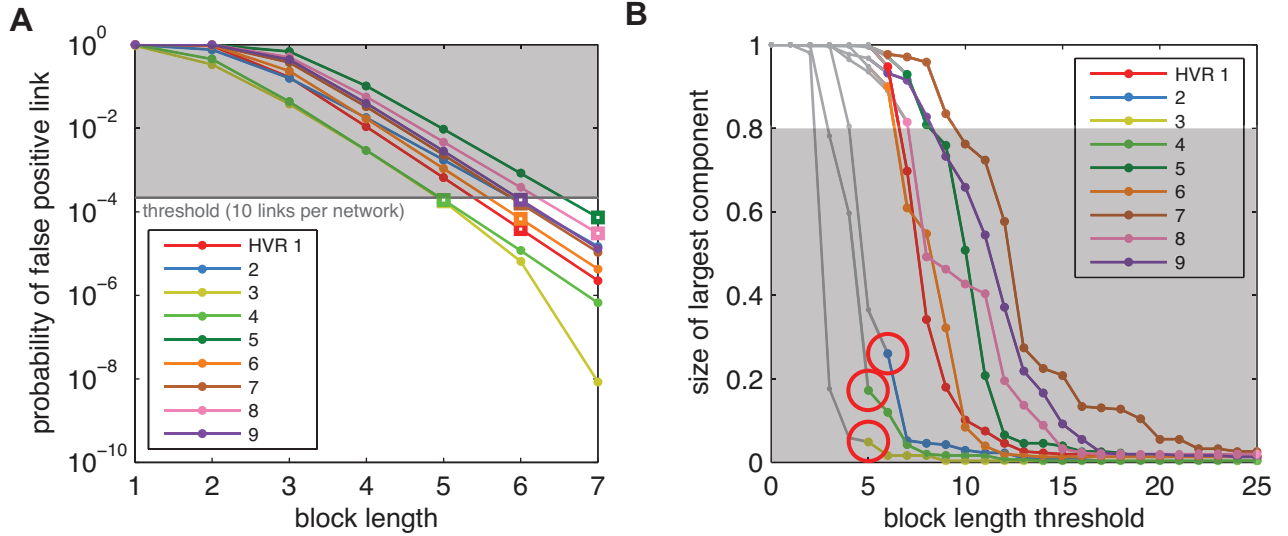 A
probability of false positive link
10^0
10^-2
10^-4
10^-6
10^-8
10^-10
threshold (10 links per network)
HVR 1
2
3
4
5
6
7
8
9
1 2 3 4 5 6 7
block length
B
size of largest component
1
0.8
0.6
0.4
0.2
0
HVR 1
2
3
4
5
6
7
8
9
0 5 10 15 20 25
block length threshold